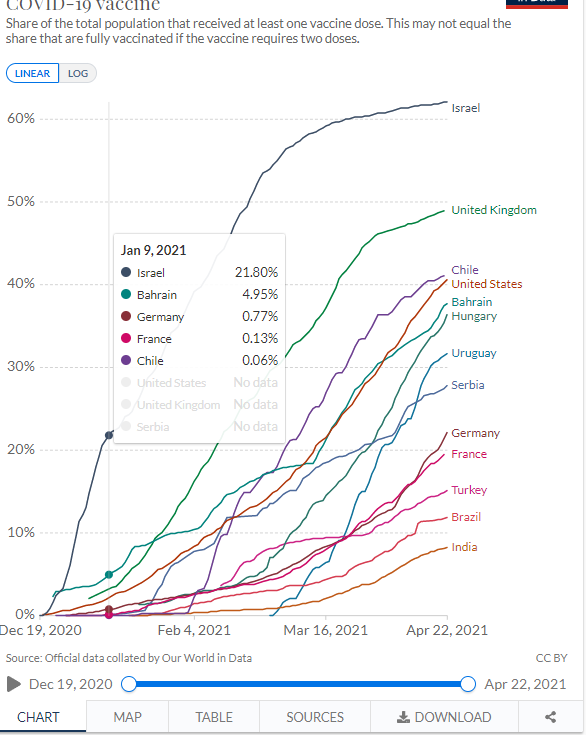 COVID-19 vaccine
in Data
Share of the total population that received at least one vaccine dose. This may not equal the
share that are fully vaccinated if the vaccine requires two doses.
LINEAR LOG
60%
50%
40%
30%
20%
10%
0%
Israel
United Kingdom
Chile
United States
Bahrain
Hungary
Uruguay
Serbia
Germany
France
Turkey
Brazil
India
Jan 9, 2021
Israel 21.80%
Bahrain 4.95%
Germany 0.77%
France 0.13%
Chile 0.06%
United States No data
United Kingdom No data
Serbia No data
Dec 19, 2020 Feb 4, 2021 Mar 16, 2021 Apr 22, 2021
Source: Official data collated by Our World in Data CC BY
Dec 19, 2020 Apr 22, 2021
CHART MAP TABLE SOURCES DOWNLOAD